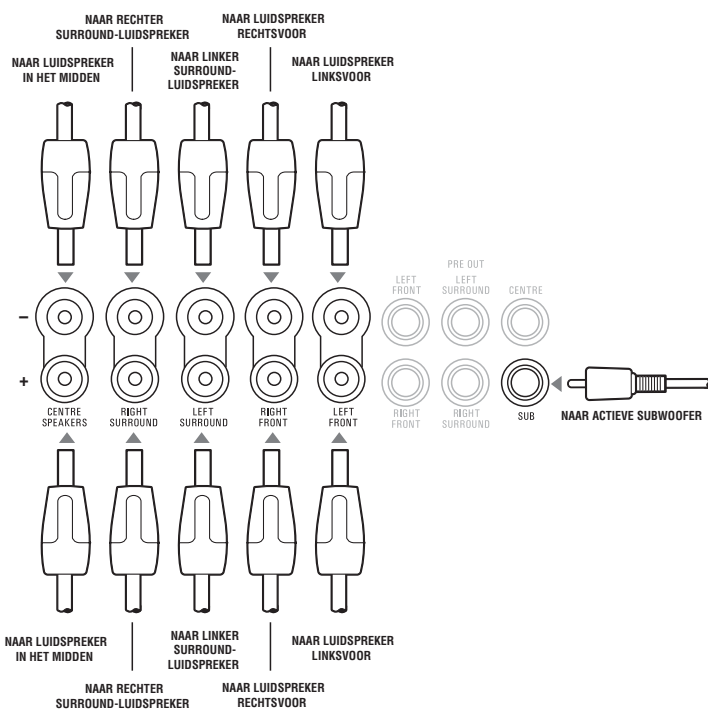 NAAR RECHTER
SURROUND-LUIDSPREKER
NAAR LUIDSPREKER
RECHTSVOOR
NAAR LUIDSPREKER
IN HET MIDDEN
NAAR LINKER
SURROUND-
LUIDSPREKER
NAAR LUIDSPREKER
LINKSVOOR
PRE OUT
LEFT
FRONT
LEFT
SURROUND
CENTRE
–
+
CENTRE
SPEAKERS
RIGHT
SURROUND
LEFT
SURROUND
RIGHT
FRONT
LEFT
FRONT
RIGHT
FRONT
RIGHT
SURROUND
SUB
NAAR ACTIEVE SUBWOOFER
NAAR LUIDSPREKER
IN HET MIDDEN
NAAR LINKER
SURROUND-
LUIDSPREKER
NAAR LUIDSPREKER
LINKSVOOR
NAAR RECHTER
SURROUND-LUIDSPREKER
NAAR LUIDSPREKER
RECHTSVOOR